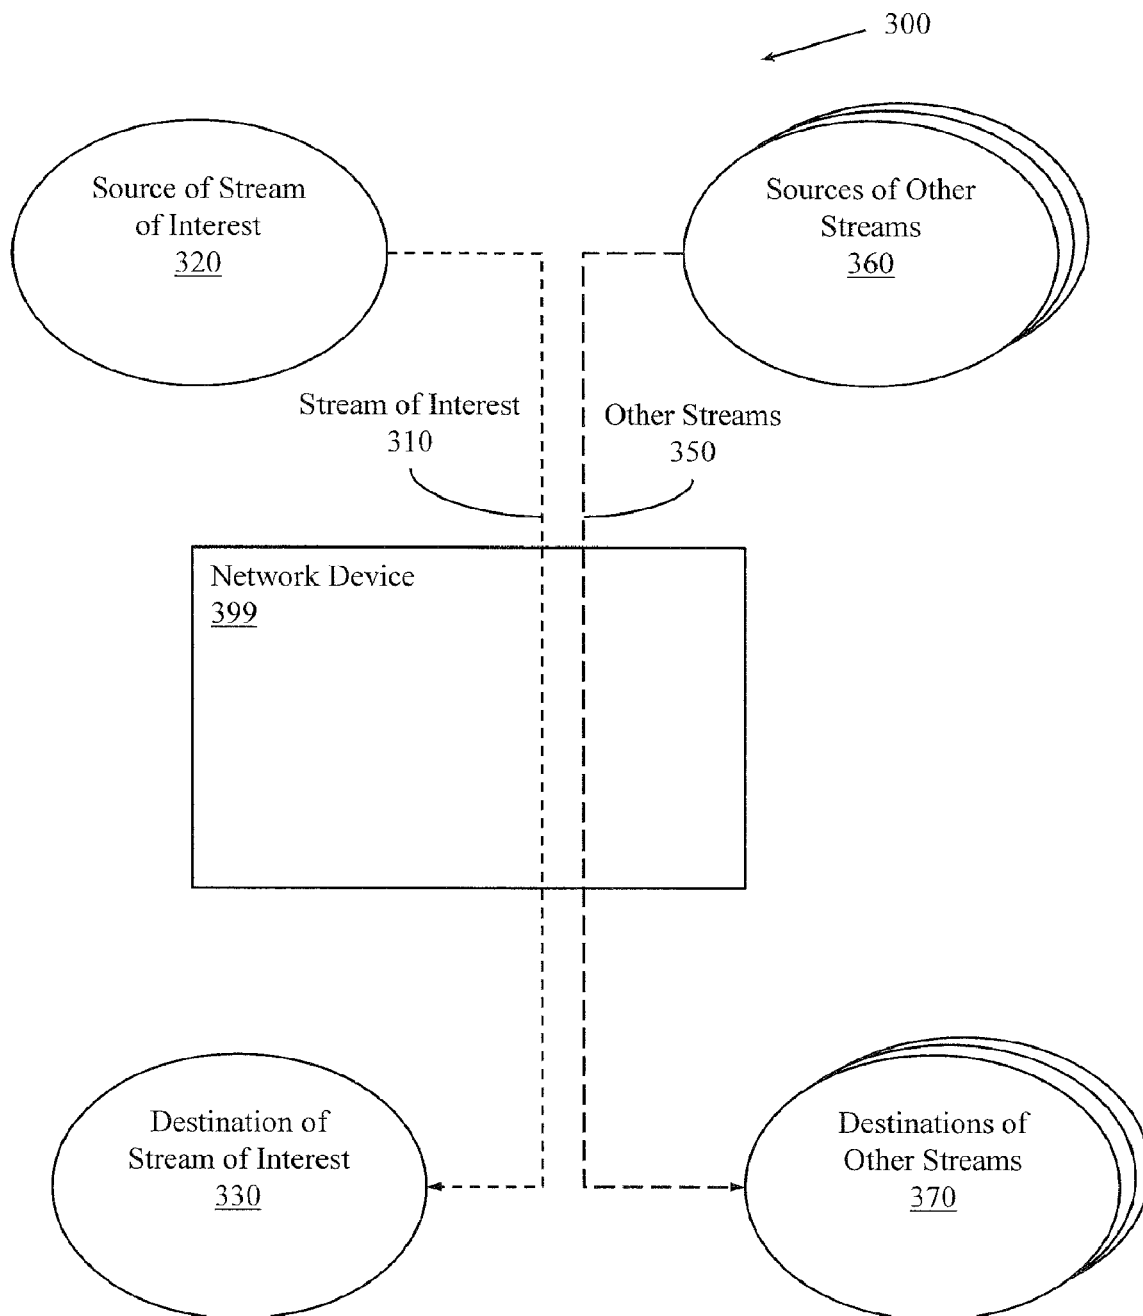 300
Source of Stream
of Interest
320
Sources of Other
Streams
360
Stream of Interest
310
Other Streams
350
Network Device
399
Destination of
Stream of Interest
330
Destinations of
Other Streams
370